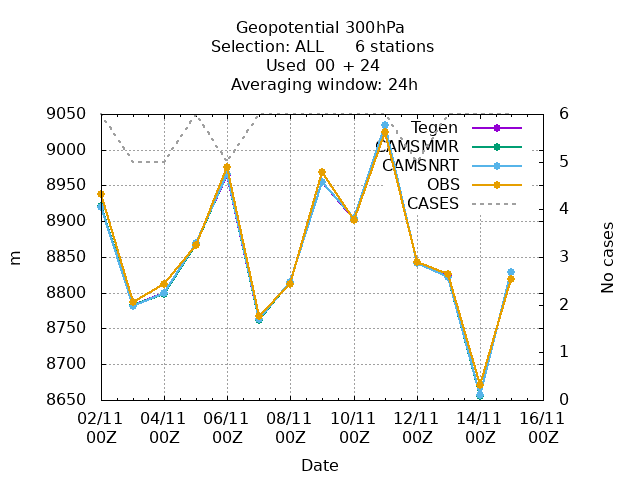 Geopotential 300hPa
Selection: ALL 6 stations
Used 00 + 24
Averaging window: 24h
9050
9000
8950
8900
8850
8800
8750
8700
8650
m
6
5
4
3
2
1
0
No cases
Tegen
CAMSMMR
CAMSNRT
OBS
CASES
02/11 04/11 06/11 08/11 10/11 12/11 14/11 16/11
00Z 00Z 00Z 00Z 00Z 00Z 00Z 00Z
Date